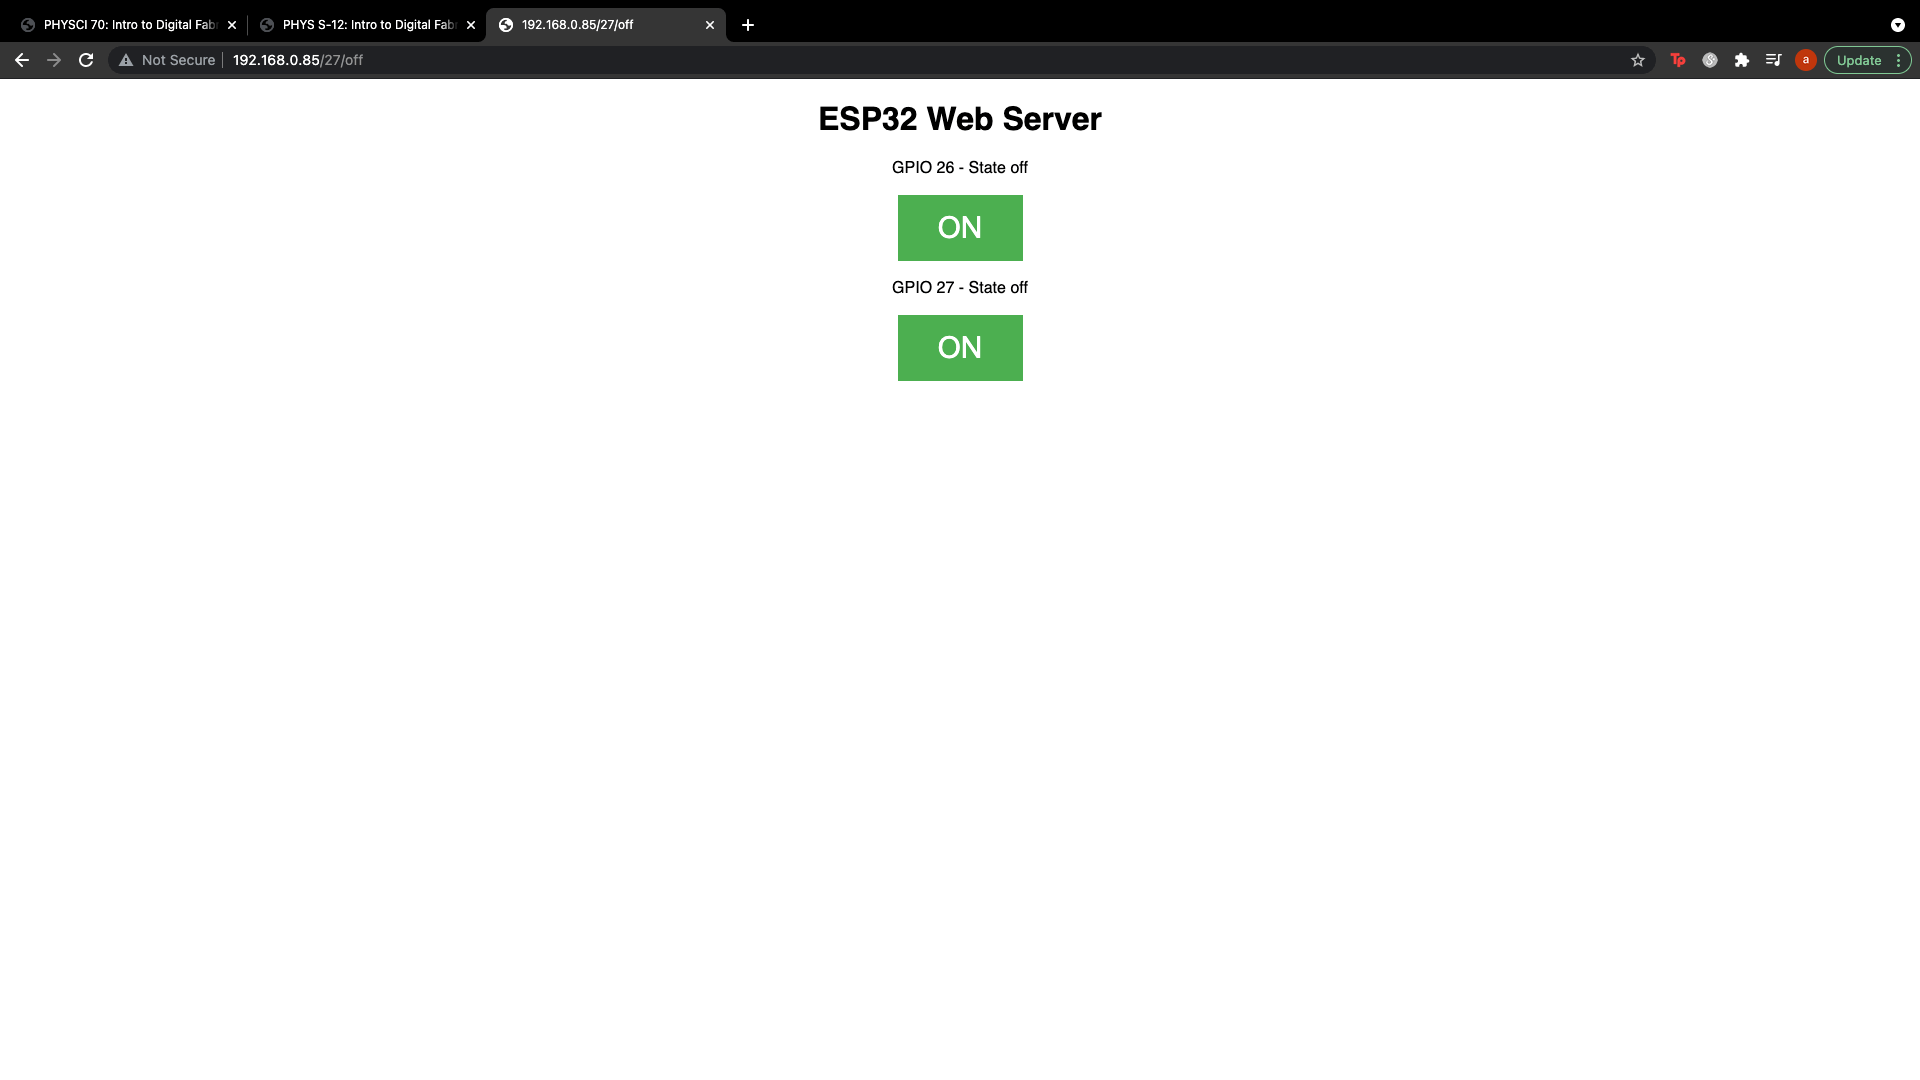 PHYSCI 70: Intro to Digital Fab
PHYS S-12: Intro to Digital Fab
192.168.0.85/27/off
Not Secure
192.168.0.85/27/off
Tp
a
Update
ESP32 Web Server
GPIO 26 - State off
ON
GPIO 27 - State off
ON